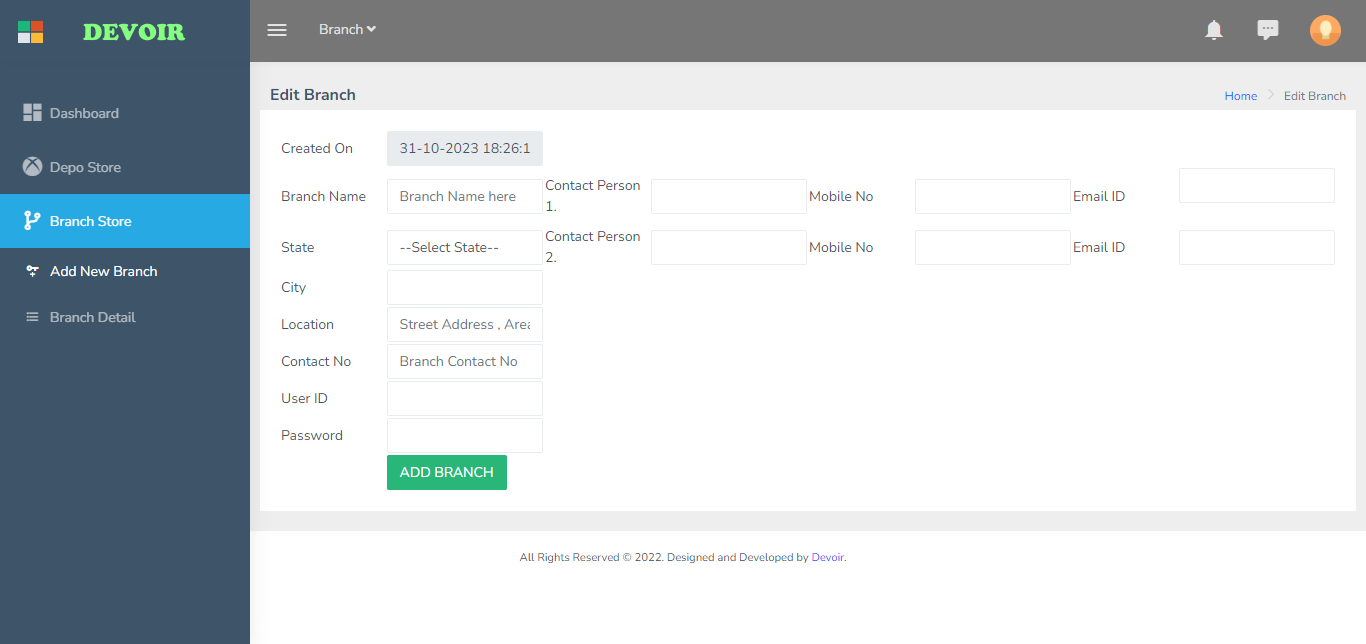 DEVOIR
Branch
Dashboard
Depo Store
Branch Store
Add New Branch
Branch Detail
Edit Branch
Home Edit Branch
Created On 31-10-2023 18:26:1
Branch Name Branch Name here Contact Person 1. Mobile No Email ID
State --Select State-- Contact Person 2. Mobile No Email ID
City
Location Street Address , Area
Contact No Branch Contact No
User ID
Password
ADD BRANCH
All Rights Reserved © 2022. Designed and Developed by Devoir.